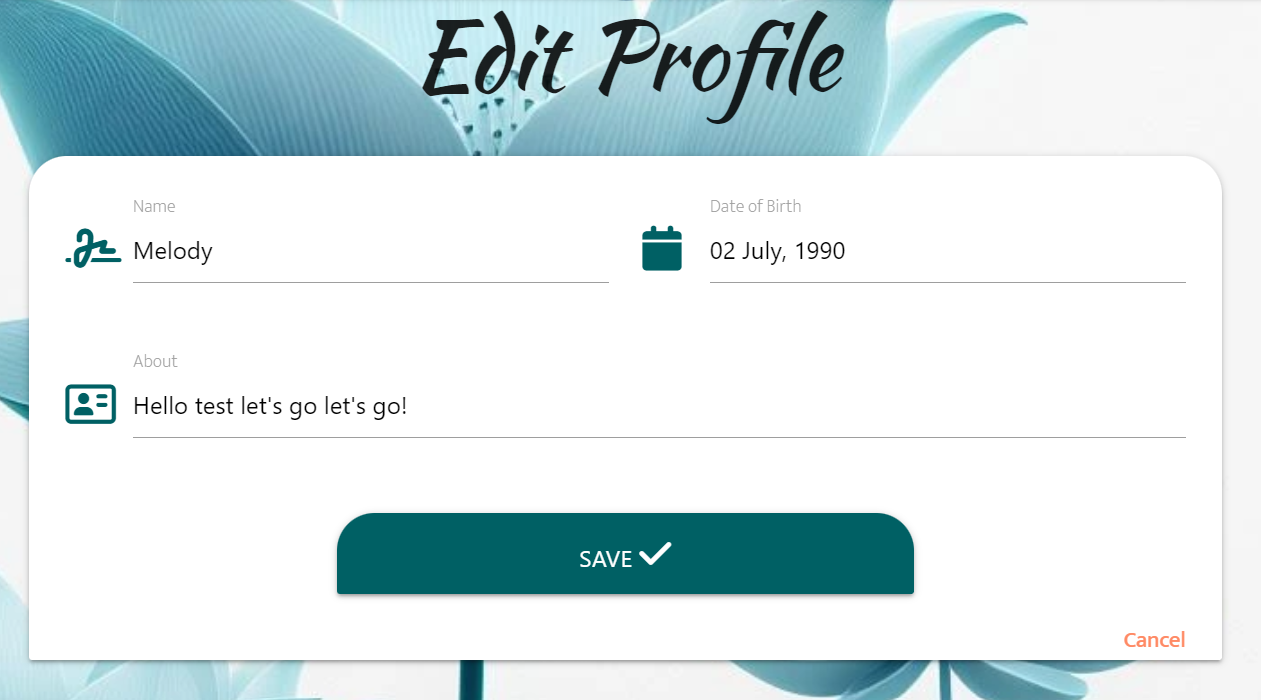 Edit Profile
Name
Melody
Date of Birth
02 July, 1990
About
Hello test let's go let's go!
SAVE
Cancel